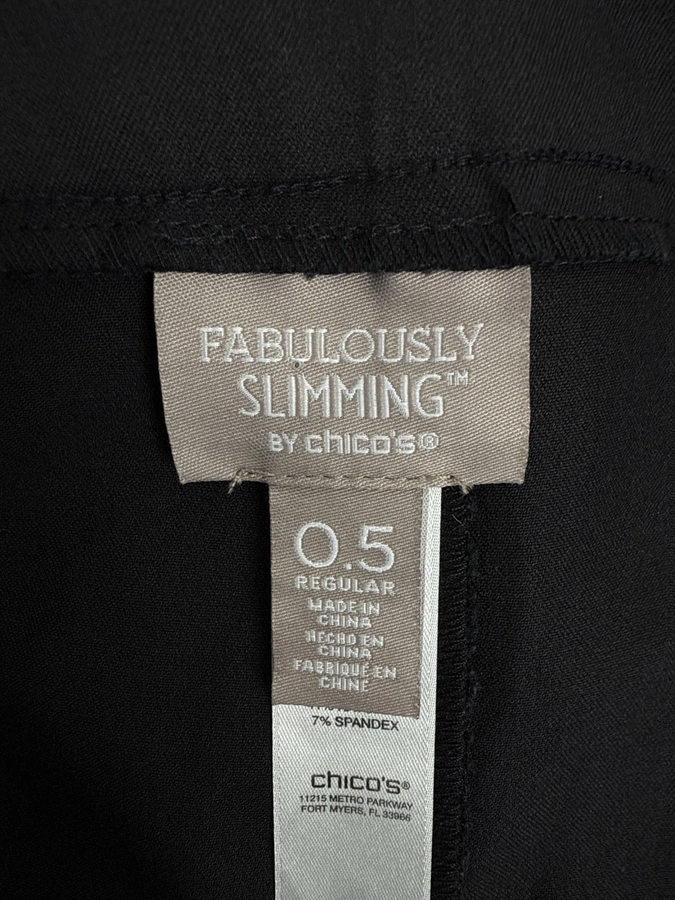 FABULOUSLY
SLIMMING™
BY chico's®
0.5
REGULAR
MADE IN
CHINA
HECHO EN
CHINA
FABRIQUÉ EN
CHINE
7% SPANDEX
chico's®
11215 METRO PARKWAY
FORT MYERS, FL 33966